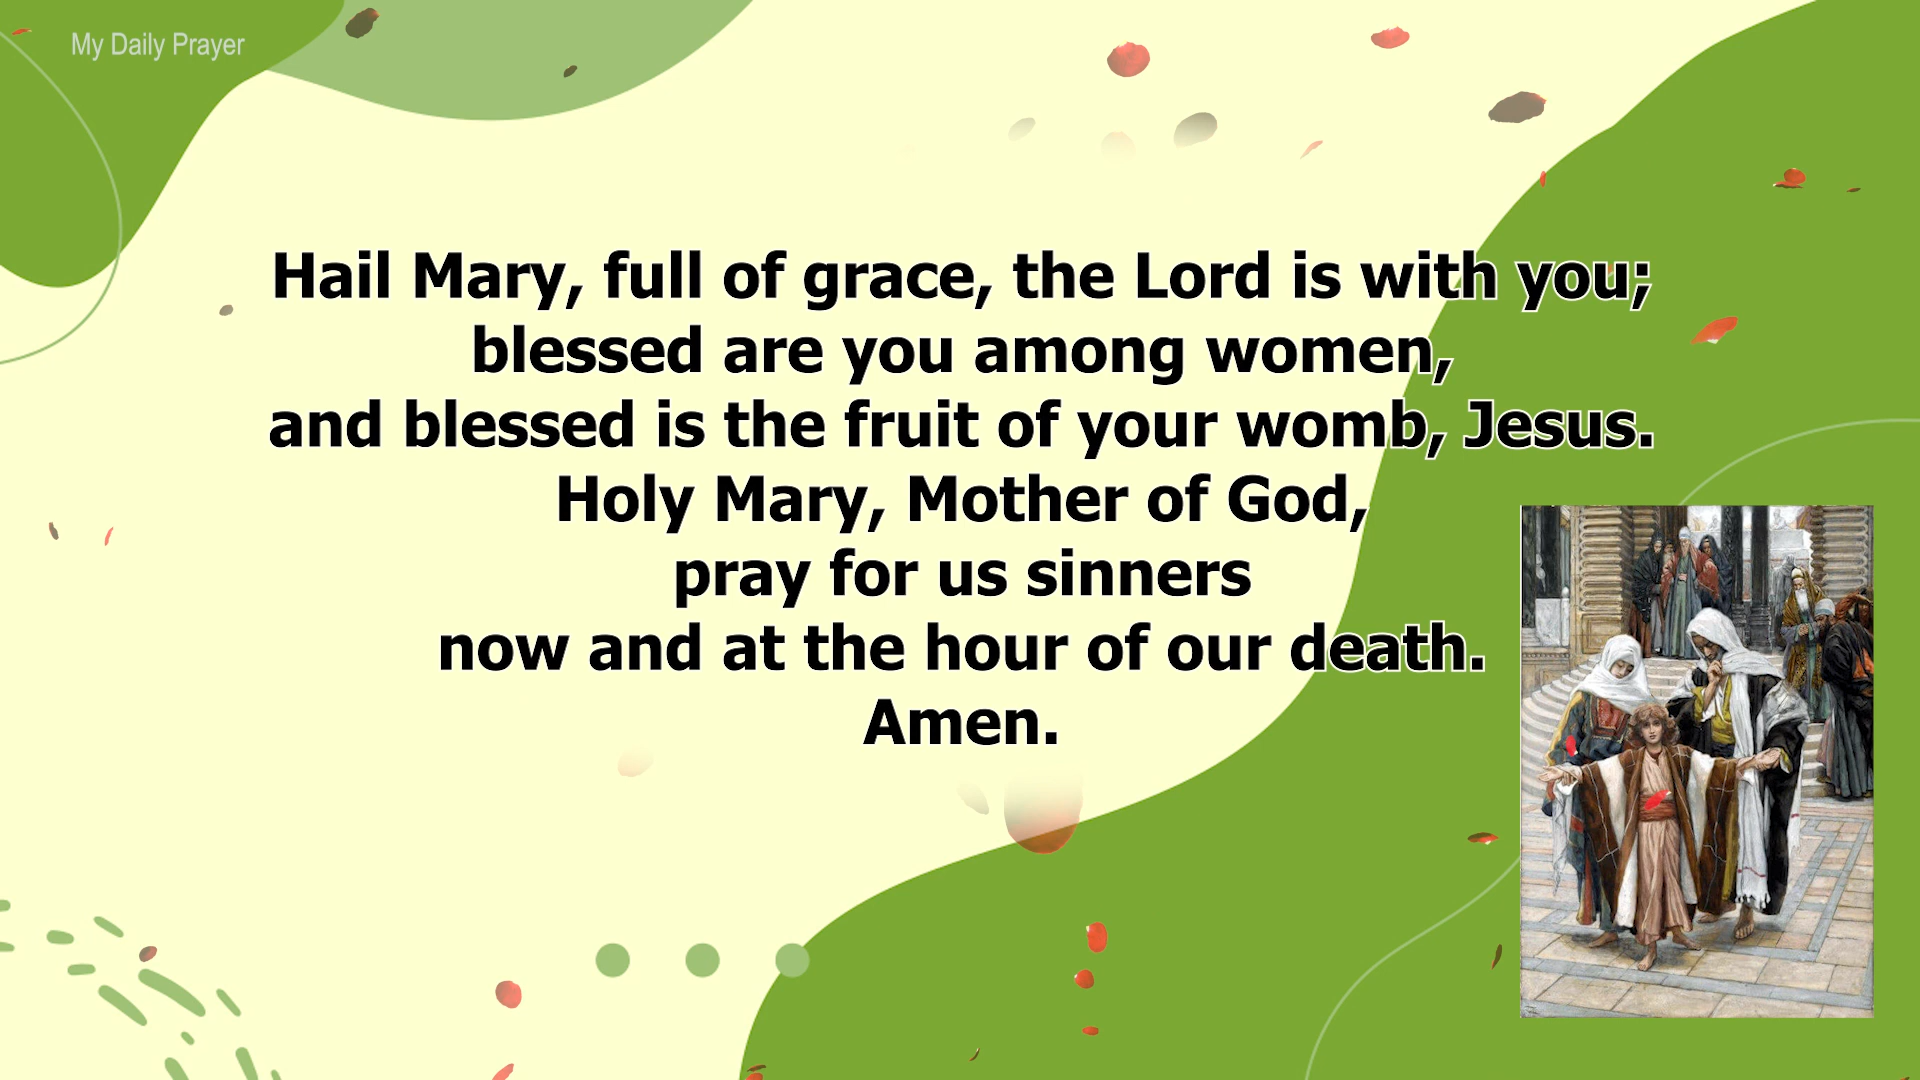 My Daily Prayer
Hail Mary, full of grace, the Lord is with you;
blessed are you among women,
and blessed is the fruit of your womb, Jesus.
Holy Mary, Mother of God,
pray for us sinners
now and at the hour of our death.
Amen.